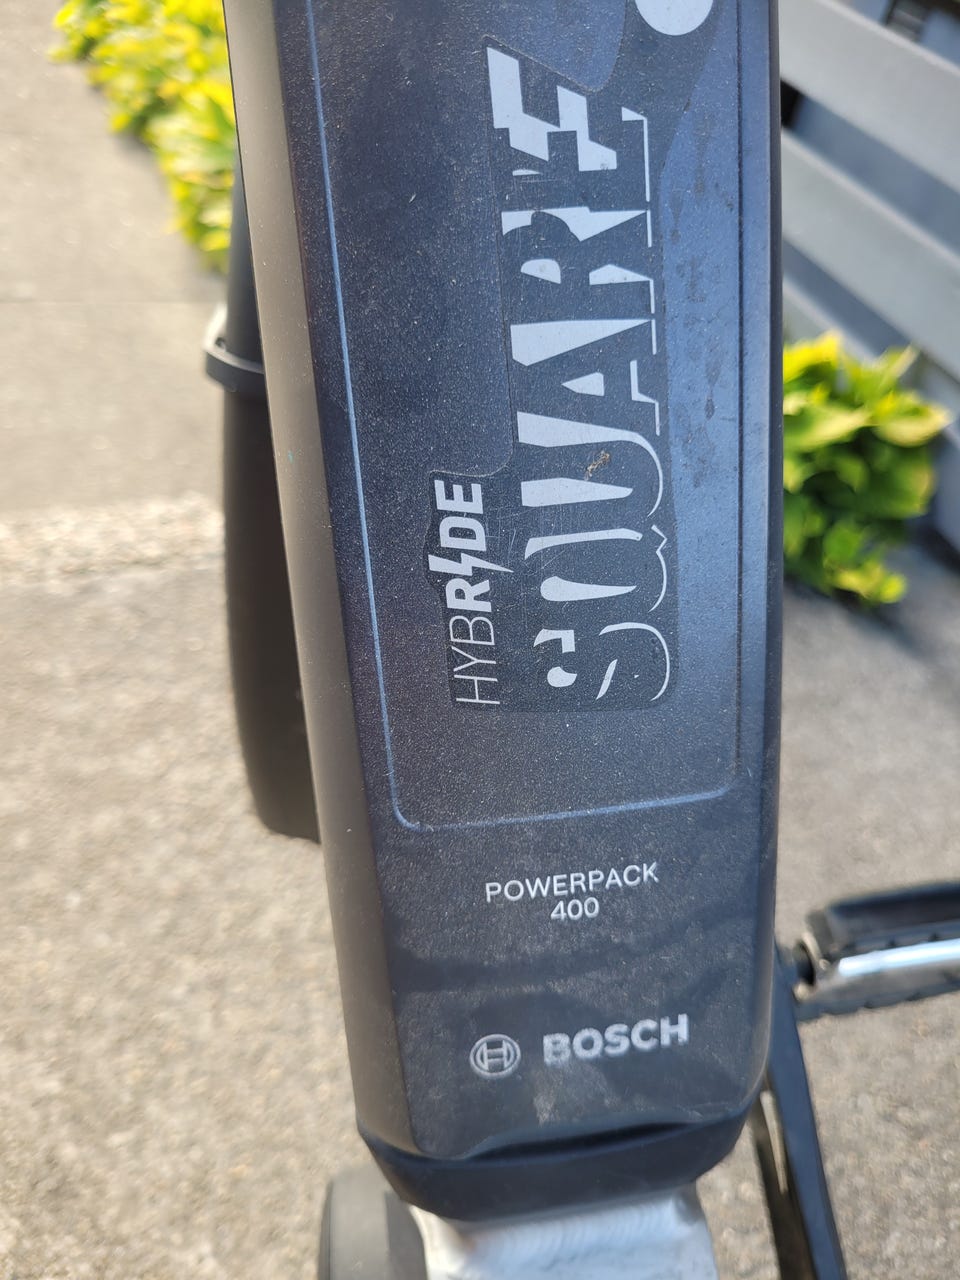 HYBRIDE
SQUARE
POWERPACK
400
BOSCH